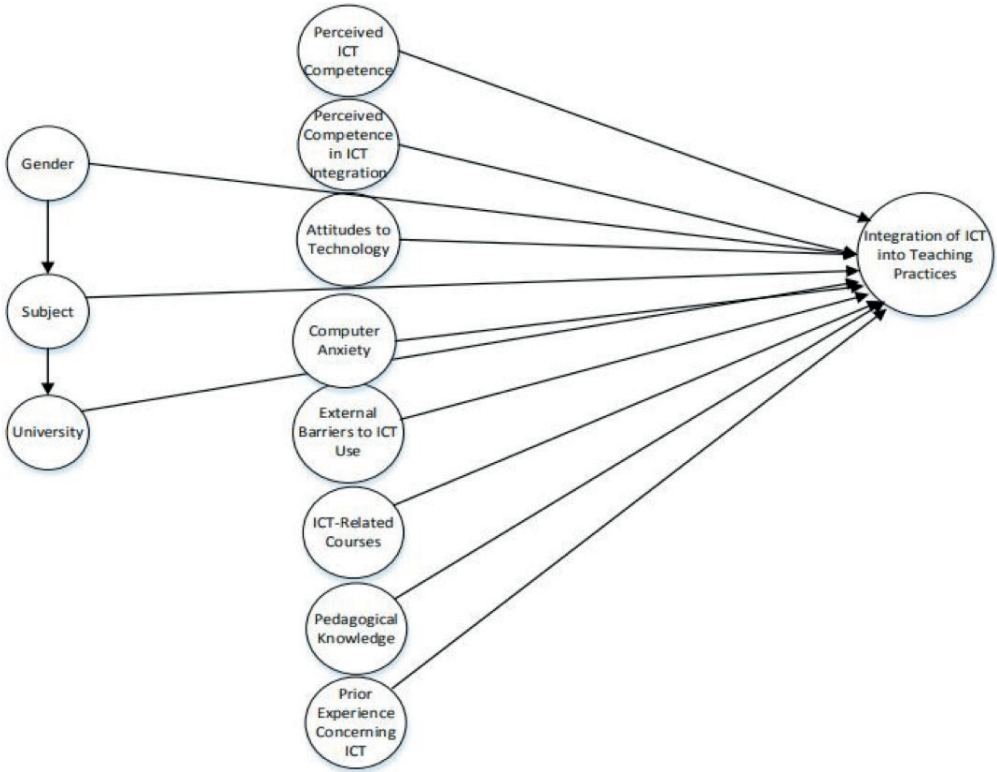 Perceived
ICT
Competence
Perceived
Competence
in ICT
Integration
Gender
Attitudes to
Technology
Integration of ICT
into Teaching
Practices
Subject
Computer
Anxiety
University
External
Barriers to ICT
Use
ICT-Related
Courses
Pedagogical
Knowledge
Prior
Experience
Concerning
ICT